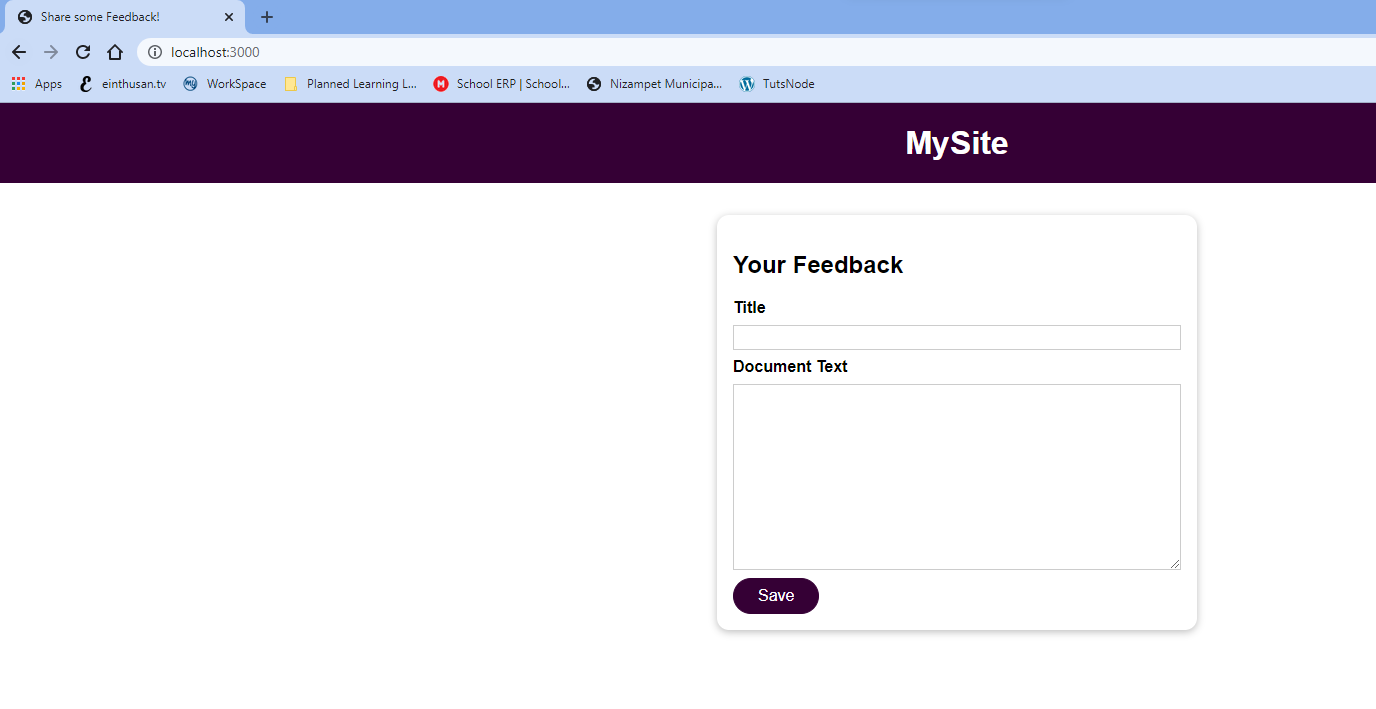 Share some Feedback!
localhost:3000
Apps einthusan.tv WorkSpace Planned Learning L... School ERP | School... Nizampet Municipa... TutsNode
MySite
Your Feedback
Title
Document Text
Save